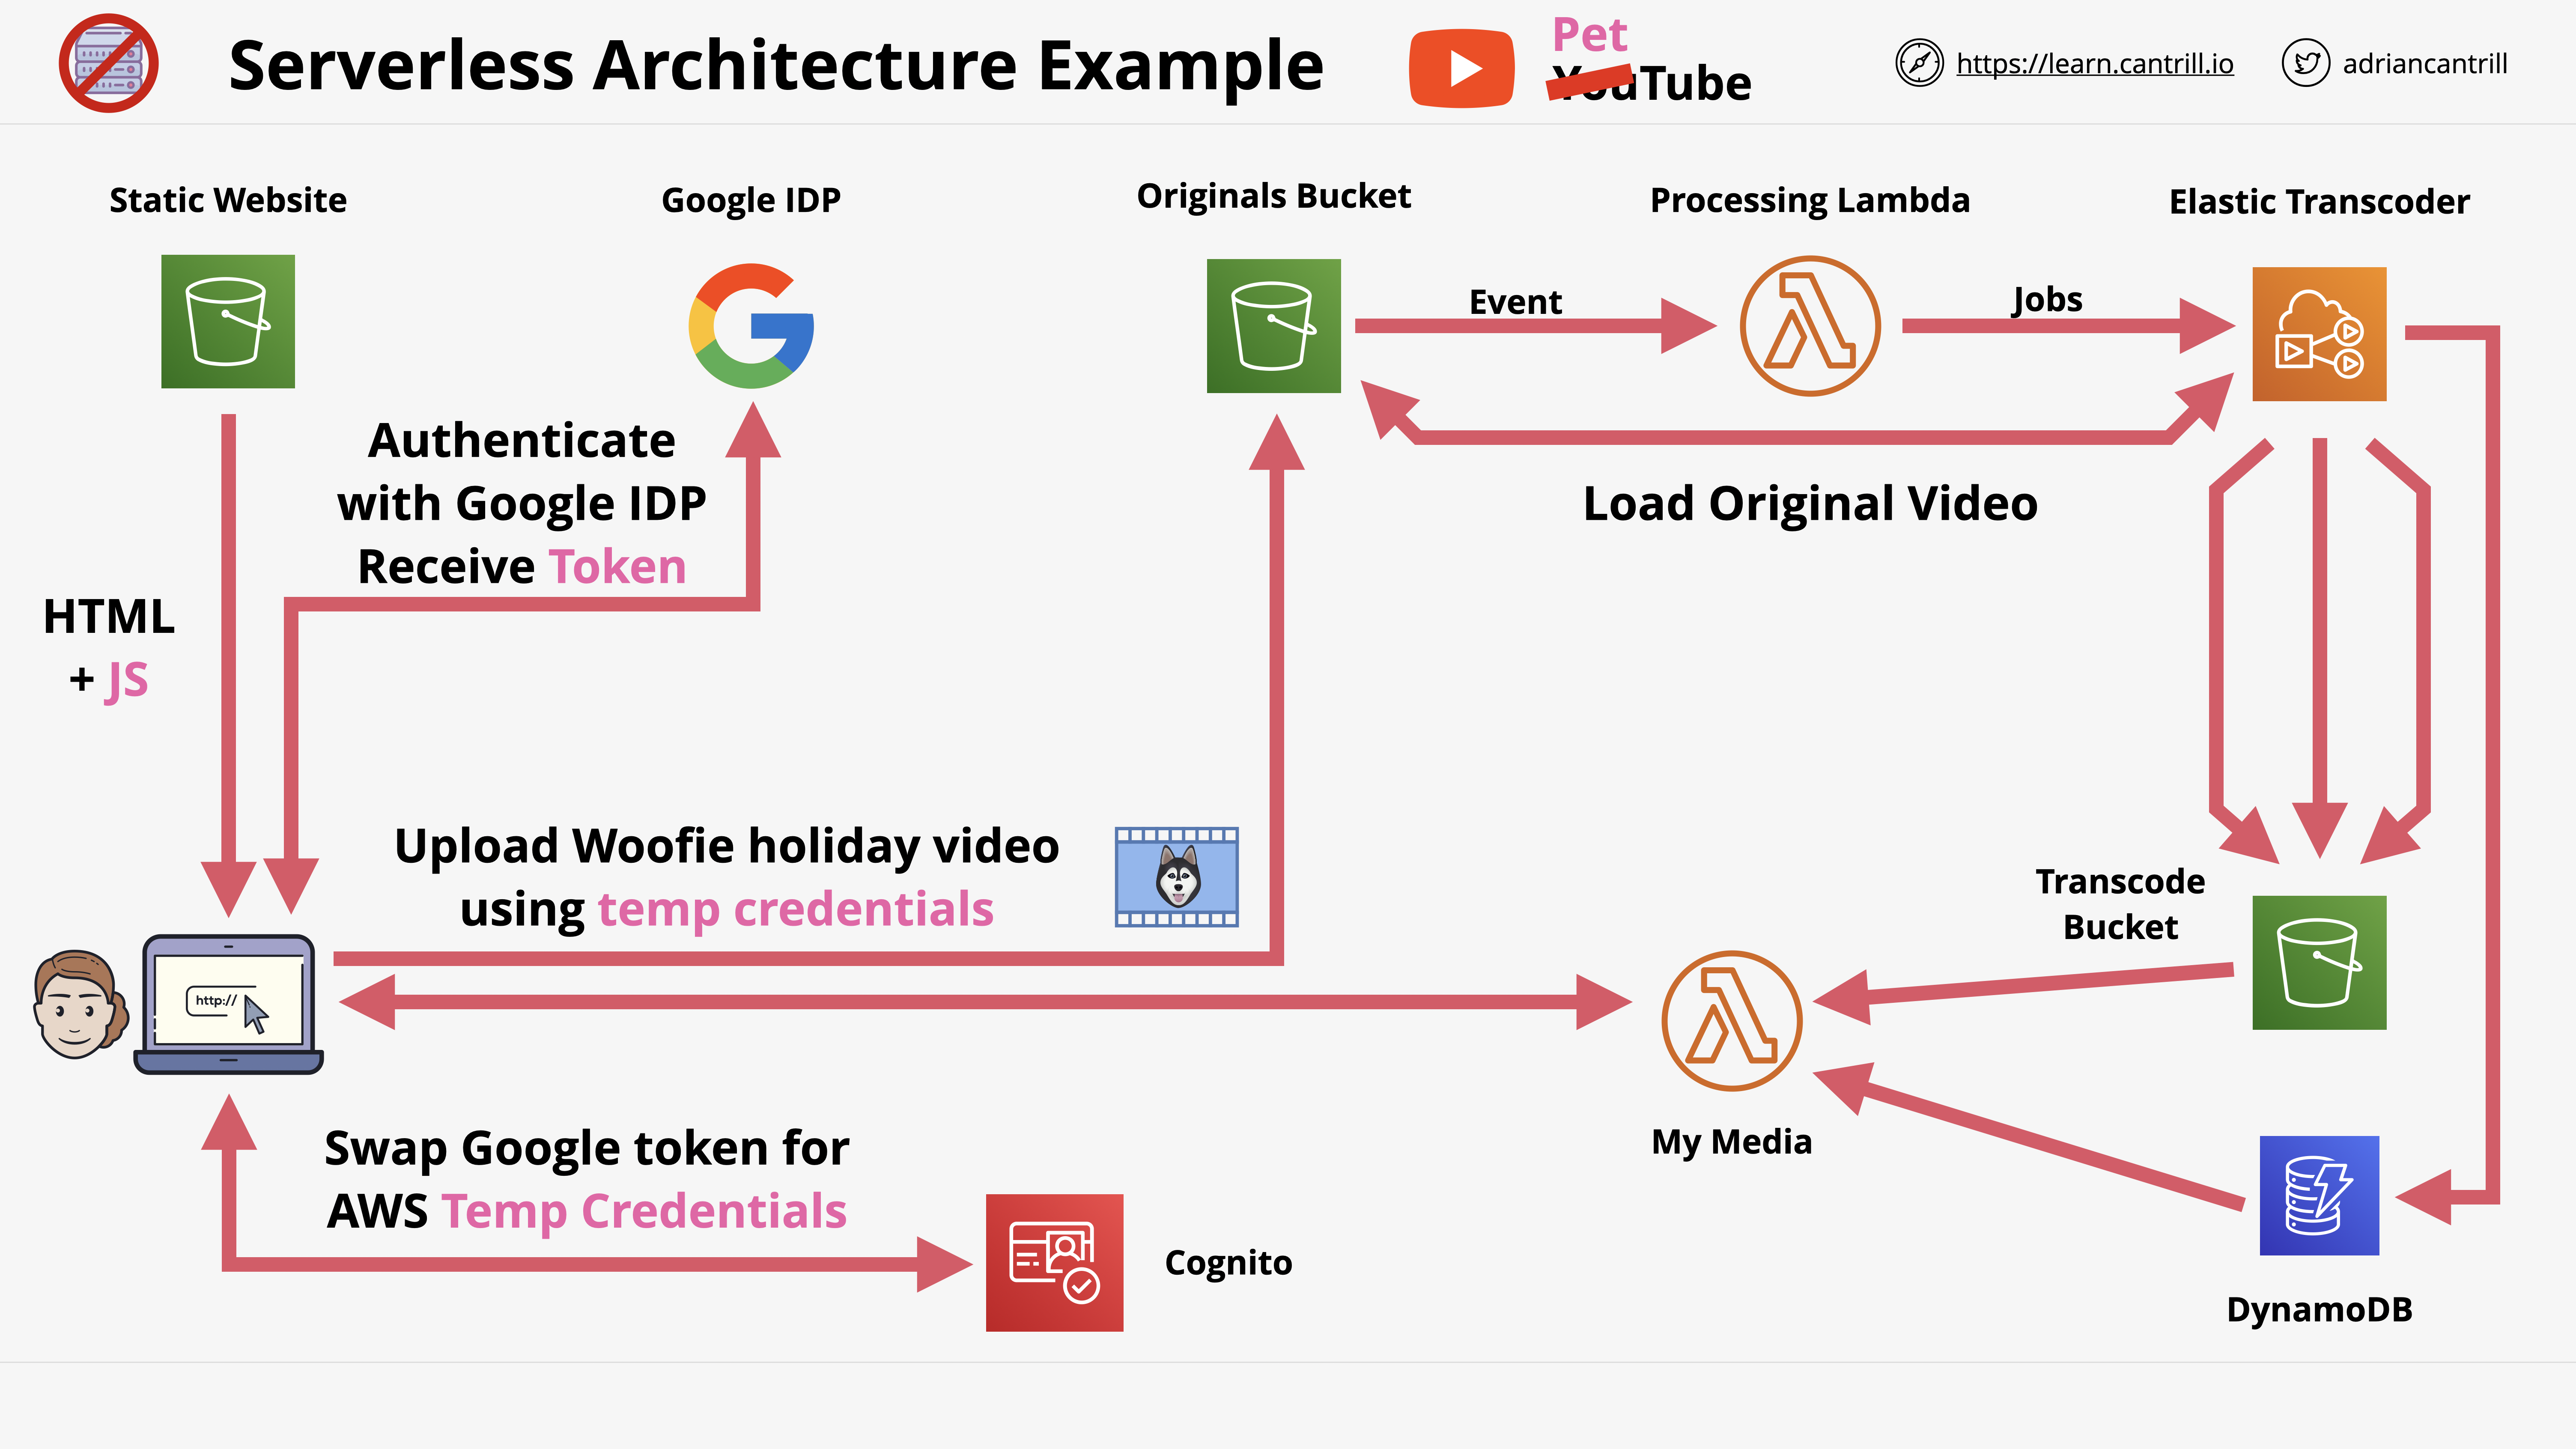 Serverless Architecture Example
Pet
YouTube
https://learn.cantrill.io
adriancantrill
Static Website
Google IDP
Originals Bucket
Processing Lambda
Elastic Transcoder
Event
Jobs
Authenticate
with Google IDP
Receive Token
Load Original Video
HTML
+ JS
Upload Woofie holiday video
using temp credentials
Transcode
Bucket
http://
My Media
Swap Google token for
AWS Temp Credentials
Cognito
DynamoDB